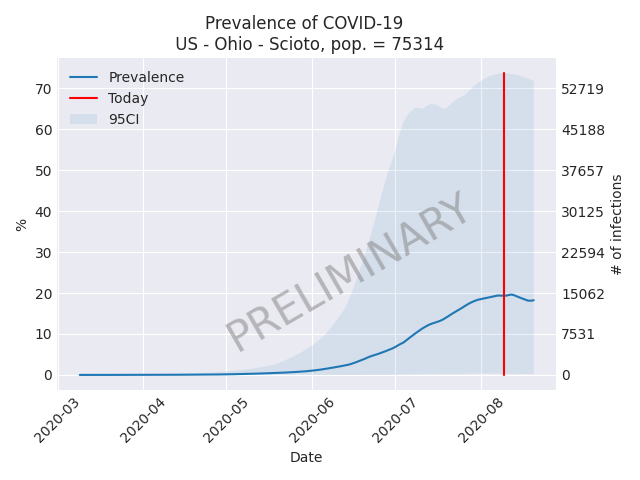 Prevalence of COVID-19
US - Ohio - Scioto, pop. = 75314
Prevalence
Today
95CI
70
60
50
40
30
20
10
0
%
52719
45188
37657
30125
22594
15062
7531
0
# of infections
PRELIMINARY
2020-03
2020-04
2020-05
2020-06
2020-07
2020-08
Date